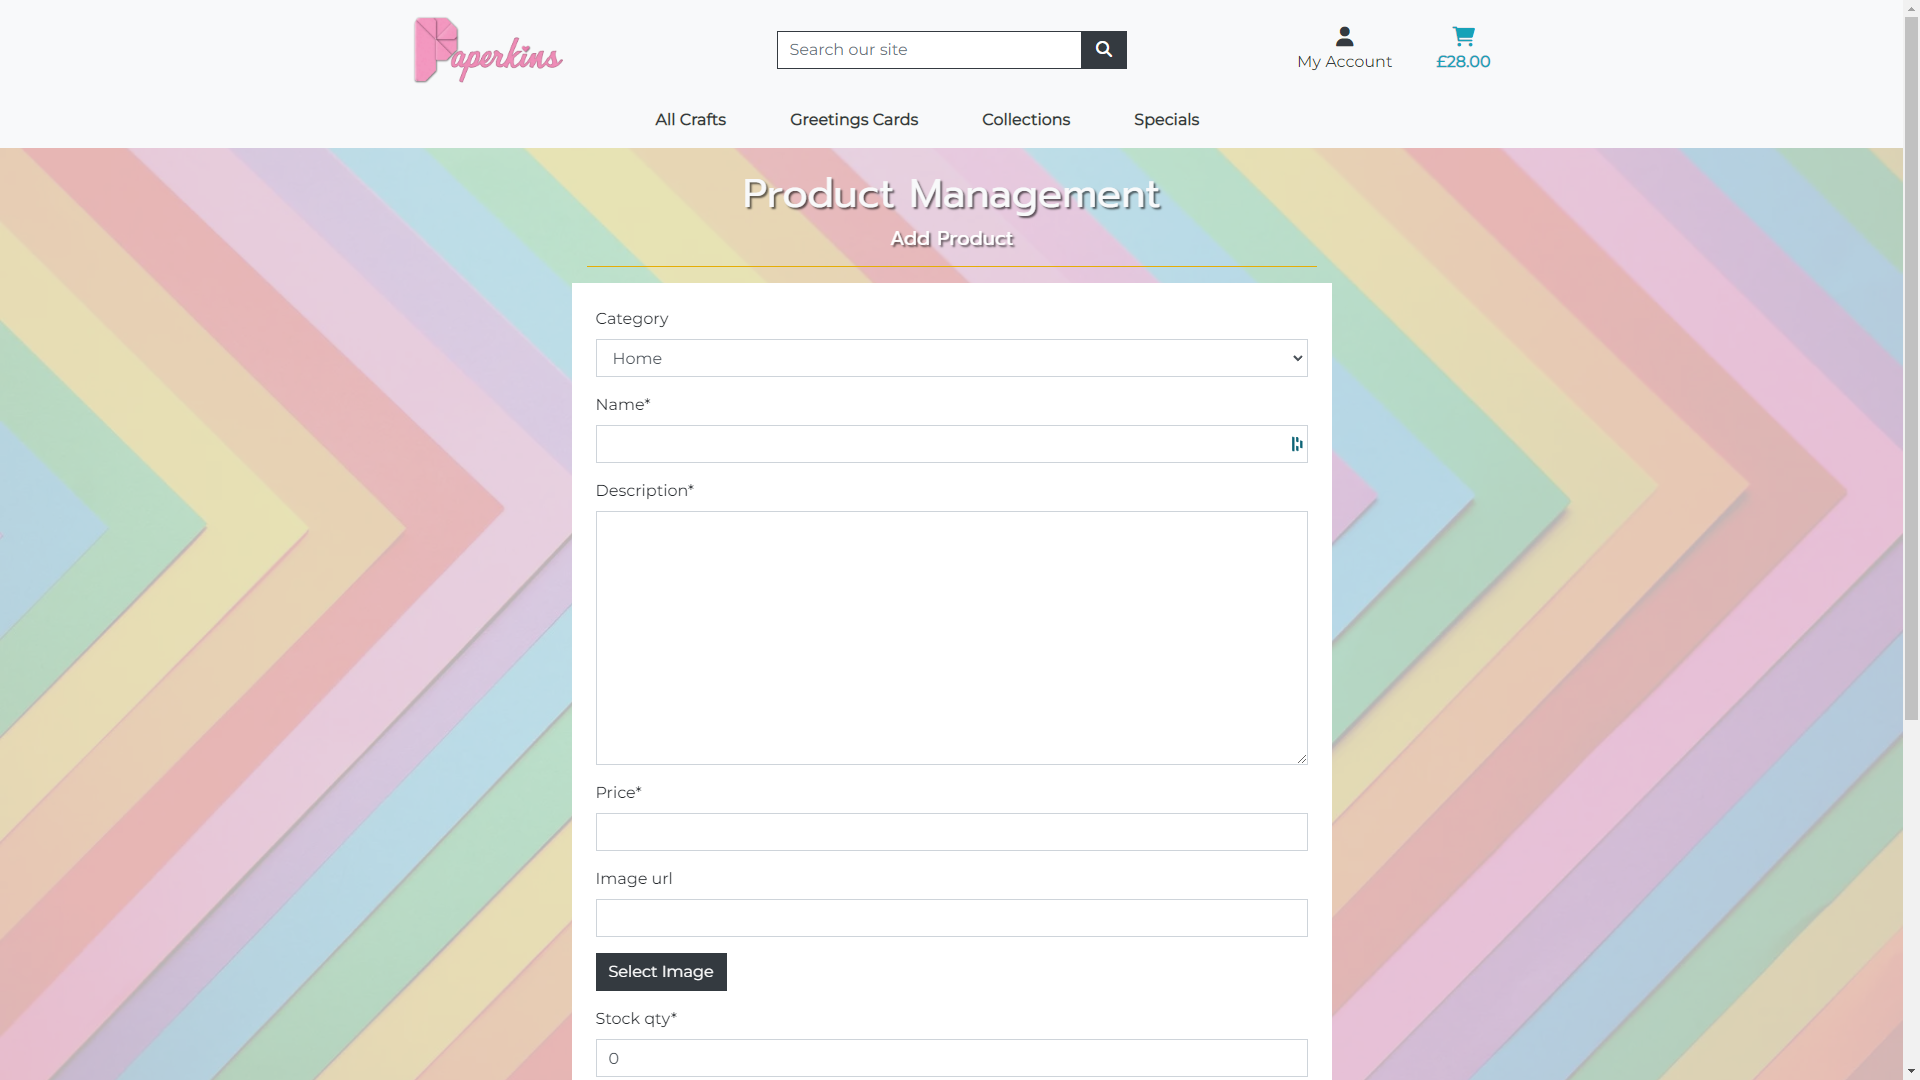 Paperkins
Search our site
My Account
£28.00
All Crafts
Greetings Cards
Collections
Specials
Product Management
Add Product
Category
Home
Name*
Description*
Price*
Image url
Select Image
Stock qty*
0